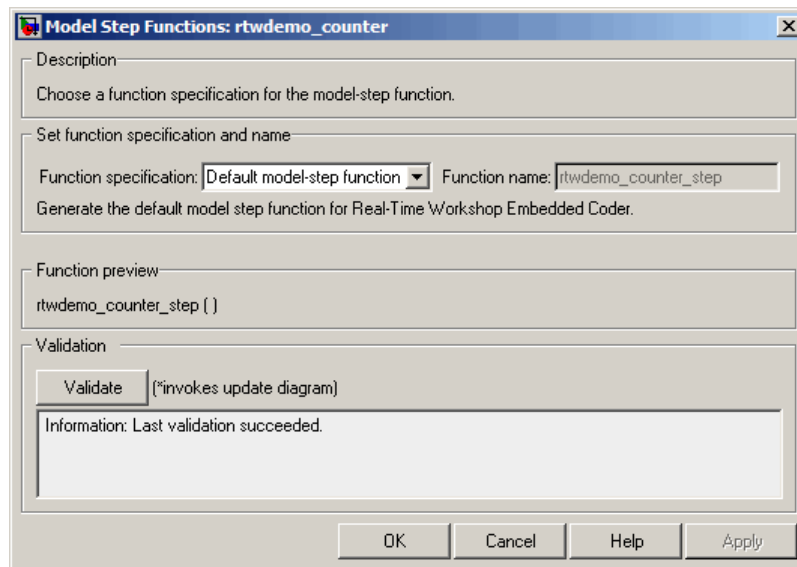 Model Step Functions: rtwdemo_counter
Description
Choose a function specification for the model-step function.
Set function specification and name
Function specification: Default model-step function Function name: rtwdemo_counter_step
Generate the default model step function for Real-Time Workshop Embedded Coder.
Function preview
rtwdemo_counter_step ( )
Validation
Validate (*invokes update diagram)
Information: Last validation succeeded.
OK Cancel Help Apply